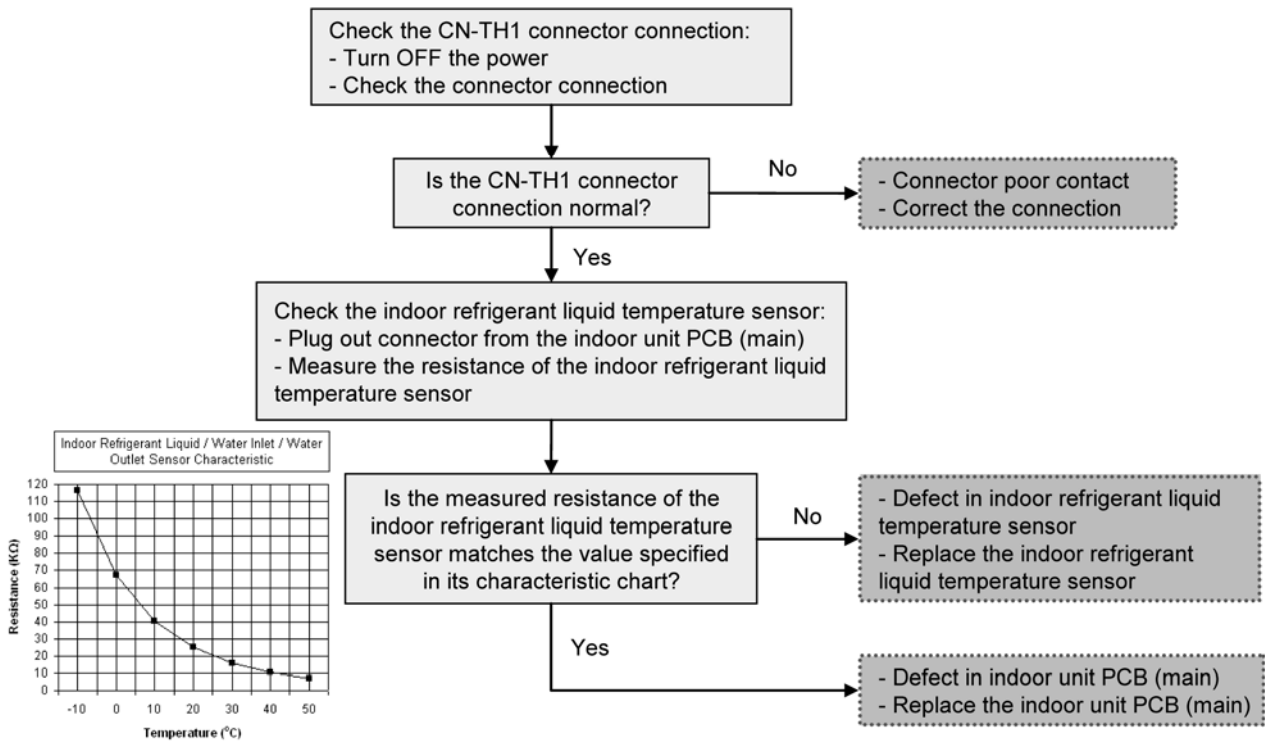 Check the CN-TH1 connector connection:
- Turn OFF the power
- Check the connector connection
Is the CN-TH1 connector
connection normal?
No
- Connector poor contact
- Correct the connection
Yes
Check the indoor refrigerant liquid temperature sensor:
- Plug out connector from the indoor unit PCB (main)
- Measure the resistance of the indoor refrigerant liquid
temperature sensor
Indoor Refrigerant Liquid / Water Inlet / Water
Outlet Sensor Characteristic
Resistance (KΩ)
120
110
100
90
80
70
60
50
40
30
20
10
0
-10 0 10 20 30 40 50
Temperature (°C)
Is the measured resistance of the
indoor refrigerant liquid temperature
sensor matches the value specified
in its characteristic chart?
No
- Defect in indoor refrigerant liquid
temperature sensor
- Replace the indoor refrigerant
liquid temperature sensor
Yes
- Defect in indoor unit PCB (main)
- Replace the indoor unit PCB (main)